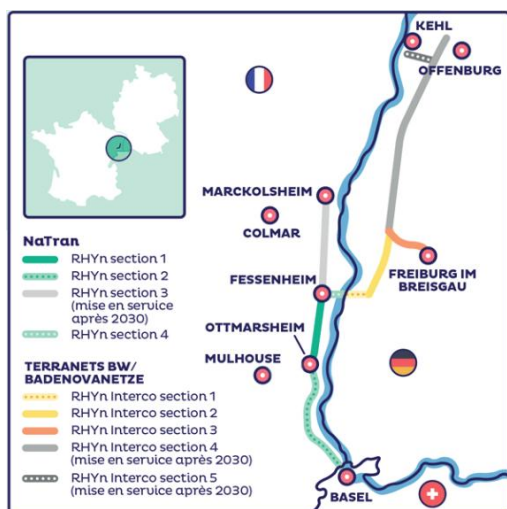 KEHL
OFFENBURG
MARCKOLSHEIM
COLMAR
FESSENHEIM
FREIBURG IM
BREISGAU
OTTMARSHEIM
MULHOUSE
BASEL
NaTran
RHYn section 1
RHYn section 2
RHYn section 3
(mise en service
après 2030)
RHYn section 4
TERRANETS BW/
BADENOVANETZE
RHYn Interco section 1
RHYn Interco section 2
RHYn Interco section 3
RHYn Interco section 4
(mise en service après 2030)
RHYn Interco section 5
(mise en service après 2030)